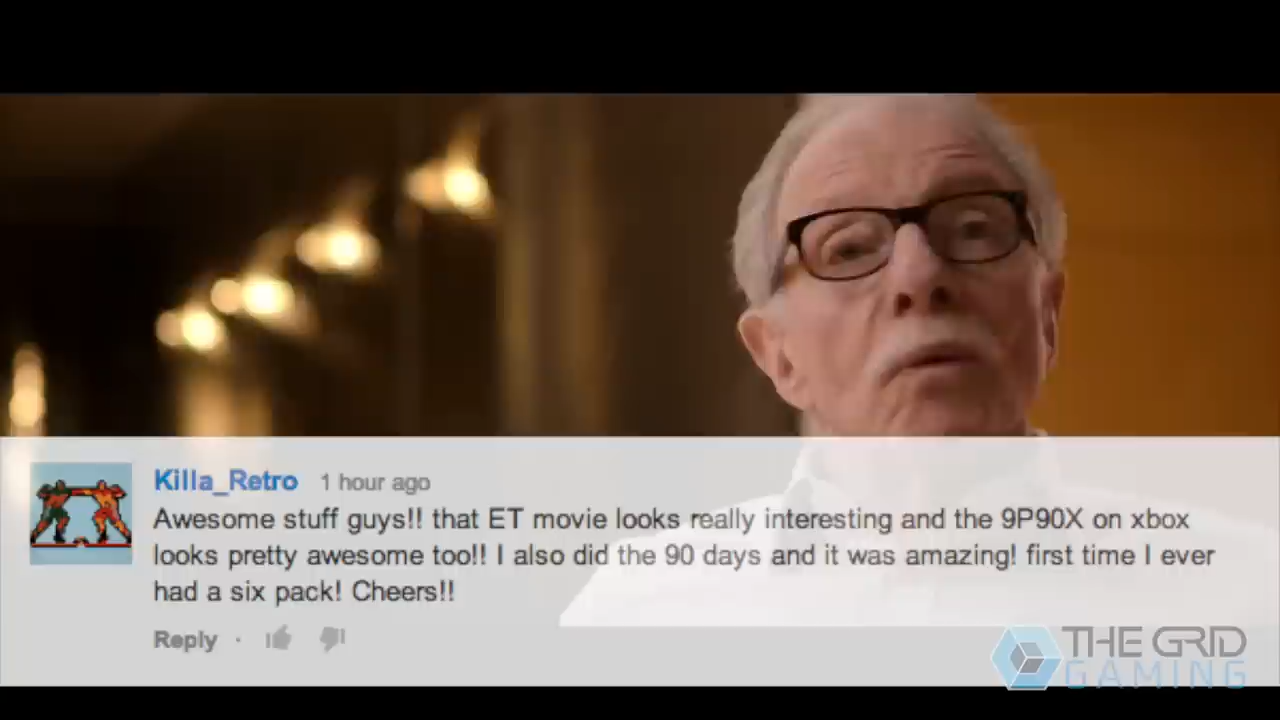 Killa_Retro 1 hour ago
Awesome stuff guys!! that ET movie looks really interesting and the 9P90X on xbox
looks pretty awesome too!! I also did the 90 days and it was amazing! first time I ever
had a six pack! Cheers!!
Reply ·
THE GRID
GAMING